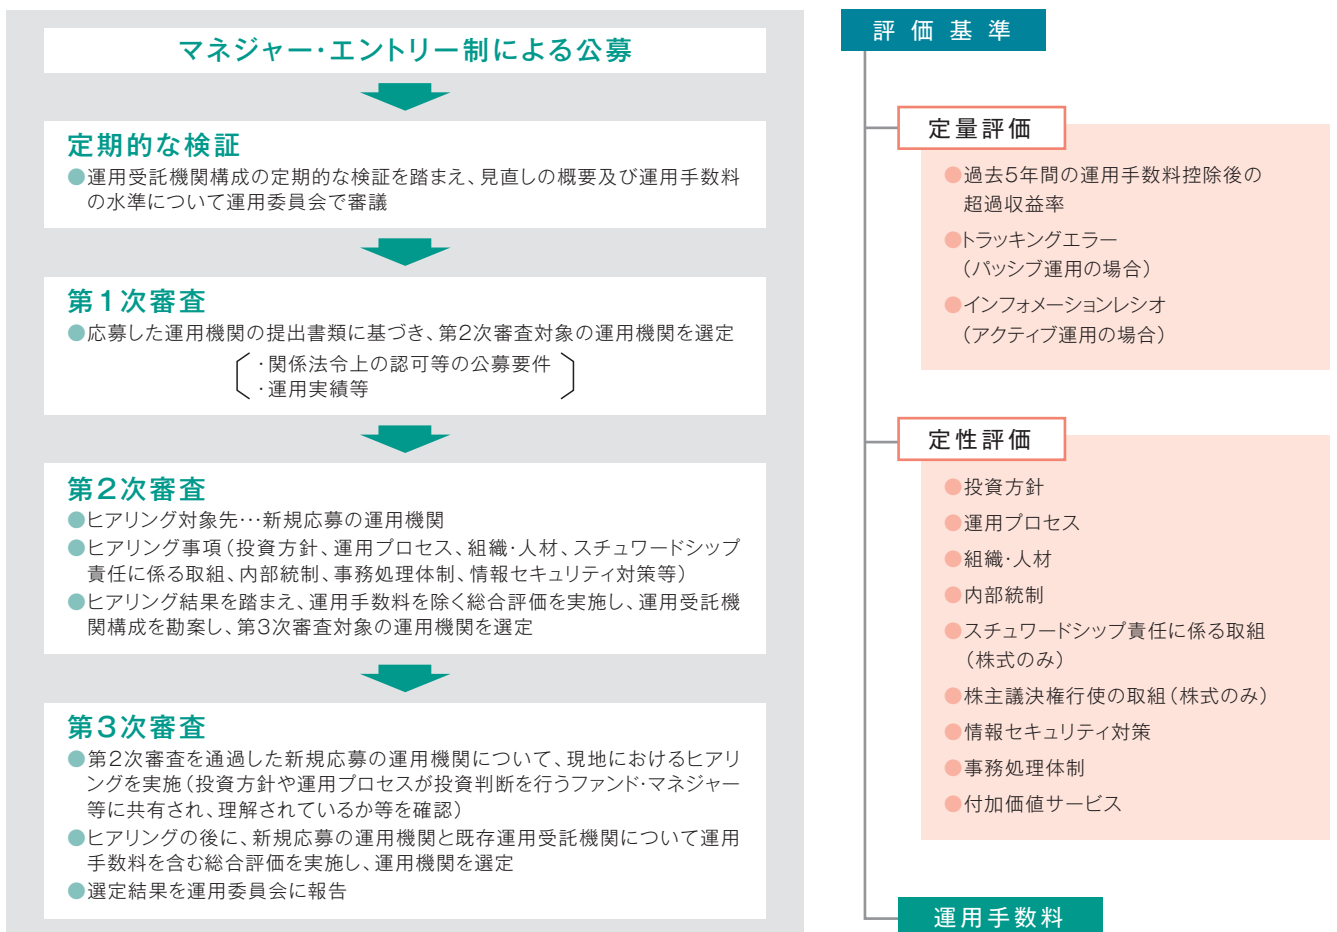 マネジャー・エントリー制による公募
定期的な検証
●運用受託機関構成の定期的な検証を踏まえ、見直しの概要及び運用手数料
の水準について運用委員会で審議
第1次審査
●応募した運用機関の提出書類に基づき、第2次審査対象の運用機関を選定
・関係法令上の認可等の公募要件
・運用実績等
第2次審査
●ヒアリング対象先…新規応募の運用機関
●ヒアリング事項(投資方針、運用プロセス、組織・人材、スチュワードシップ
責任に係る取組、内部統制、事務処理体制、情報セキュリティ対策等)
●ヒアリング結果を踏まえ、運用手数料を除く総合評価を実施し、運用受託機
関構成を勘案し、第3次審査対象の運用機関を選定
第3次審査
●第2次審査を通過した新規応募の運用機関について、現地におけるヒアリ
ングを実施(投資方針や運用プロセスが投資判断を行うファンド・マネジャー
等に共有され、理解されているか等を確認)
●ヒアリングの後に、新規応募の運用機関と既存運用受託機関について運用
手数料を含む総合評価を実施し、運用機関を選定
●選定結果を運用委員会に報告
評価基準
定量評価
●過去5年間の運用手数料控除後の
超過収益率
●トラッキングエラー
(パッシブ運用の場合)
●インフォメーションレシオ
(アクティブ運用の場合)
定性評価
●投資方針
●運用プロセス
●組織・人材
●内部統制
●スチュワードシップ責任に係る取組
(株式のみ)
●株主議決権行使の取組(株式のみ)
●情報セキュリティ対策
●事務処理体制
●付加価値サービス
運用手数料